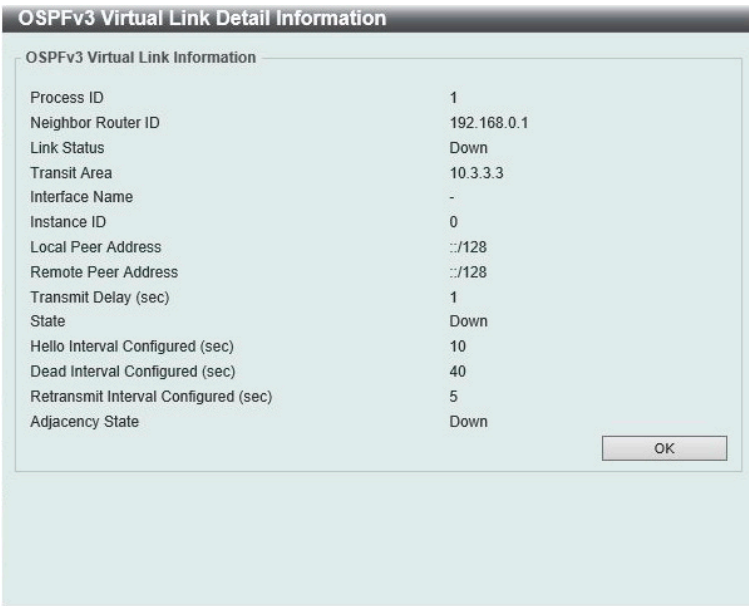 OSPFv3 Virtual Link Detail Information
OSPFv3 Virtual Link Information
Process ID 1
Neighbor Router ID 192.168.0.1
Link Status Down
Transit Area 10.3.3.3
Interface Name -
Instance ID 0
Local Peer Address ::/128
Remote Peer Address ::/128
Transmit Delay (sec) 1
State Down
Hello Interval Configured (sec) 10
Dead Interval Configured (sec) 40
Retransmit Interval Configured (sec) 5
Adjacency State Down
OK